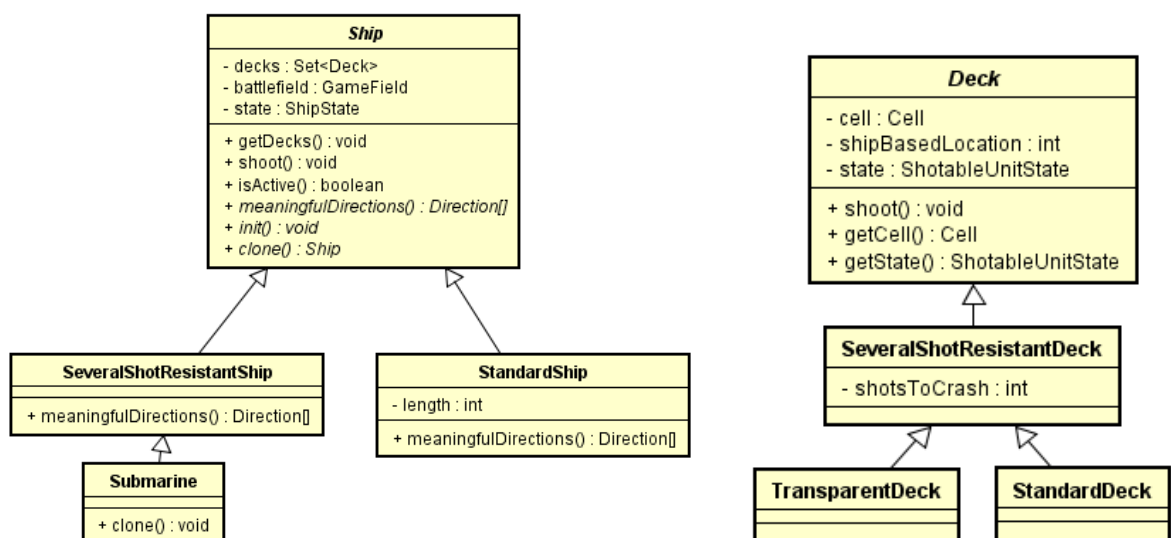 Ship
- decks : Set<Deck>
- battlefield : GameField
- state : ShipState
+ getDecks() : void
+ shoot() : void
+ isActive() : boolean
+ meaningfulDirections() : Direction[]
+ init() : void
+ clone() : Ship
Deck
- cell : Cell
- shipBasedLocation : int
- state : ShotableUnitState
+ shoot() : void
+ getCell() : Cell
+ getState() : ShotableUnitState
SeveralShotResistantShip
+ meaningfulDirections() : Direction[]
StandardShip
- length : int
+ meaningfulDirections() : Direction[]
SeveralShotResistantDeck
- shotsToCrash : int
Submarine
+ clone() : void
TransparentDeck
StandardDeck